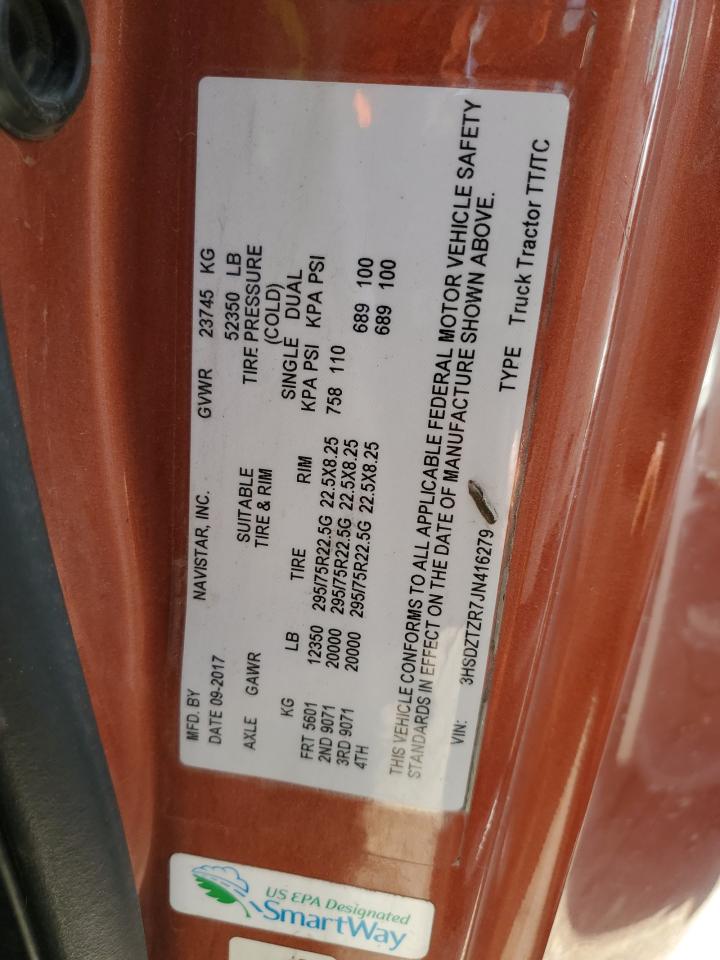 MFD. BY NAVISTAR, INC. GVWR 23745 KG
DATE 09-2017 52350 LB
AXLE GAWR SUITABLE TIRE PRESSURE
TIRE & RIM (COLD)
SINGLE DUAL
KG LB TIRE RIM KPA PSI KPA PSI
FRT 5601 12350 295/75R22.5G 22.5X8.25 758 110
2ND 9071 20000 295/75R22.5G 22.5X8.25 689 100
3RD 9071 20000 295/75R22.5G 22.5X8.25 689 100
4TH
THIS VEHICLE CONFORMS TO ALL APPLICABLE FEDERAL MOTOR VEHICLE SAFETY
STANDARDS IN EFFECT ON THE DATE OF MANUFACTURE SHOWN ABOVE.
VIN: 3HSDZTZR7JN416279 TYPE Truck Tractor TT/TC
US EPA Designated
SmartWay